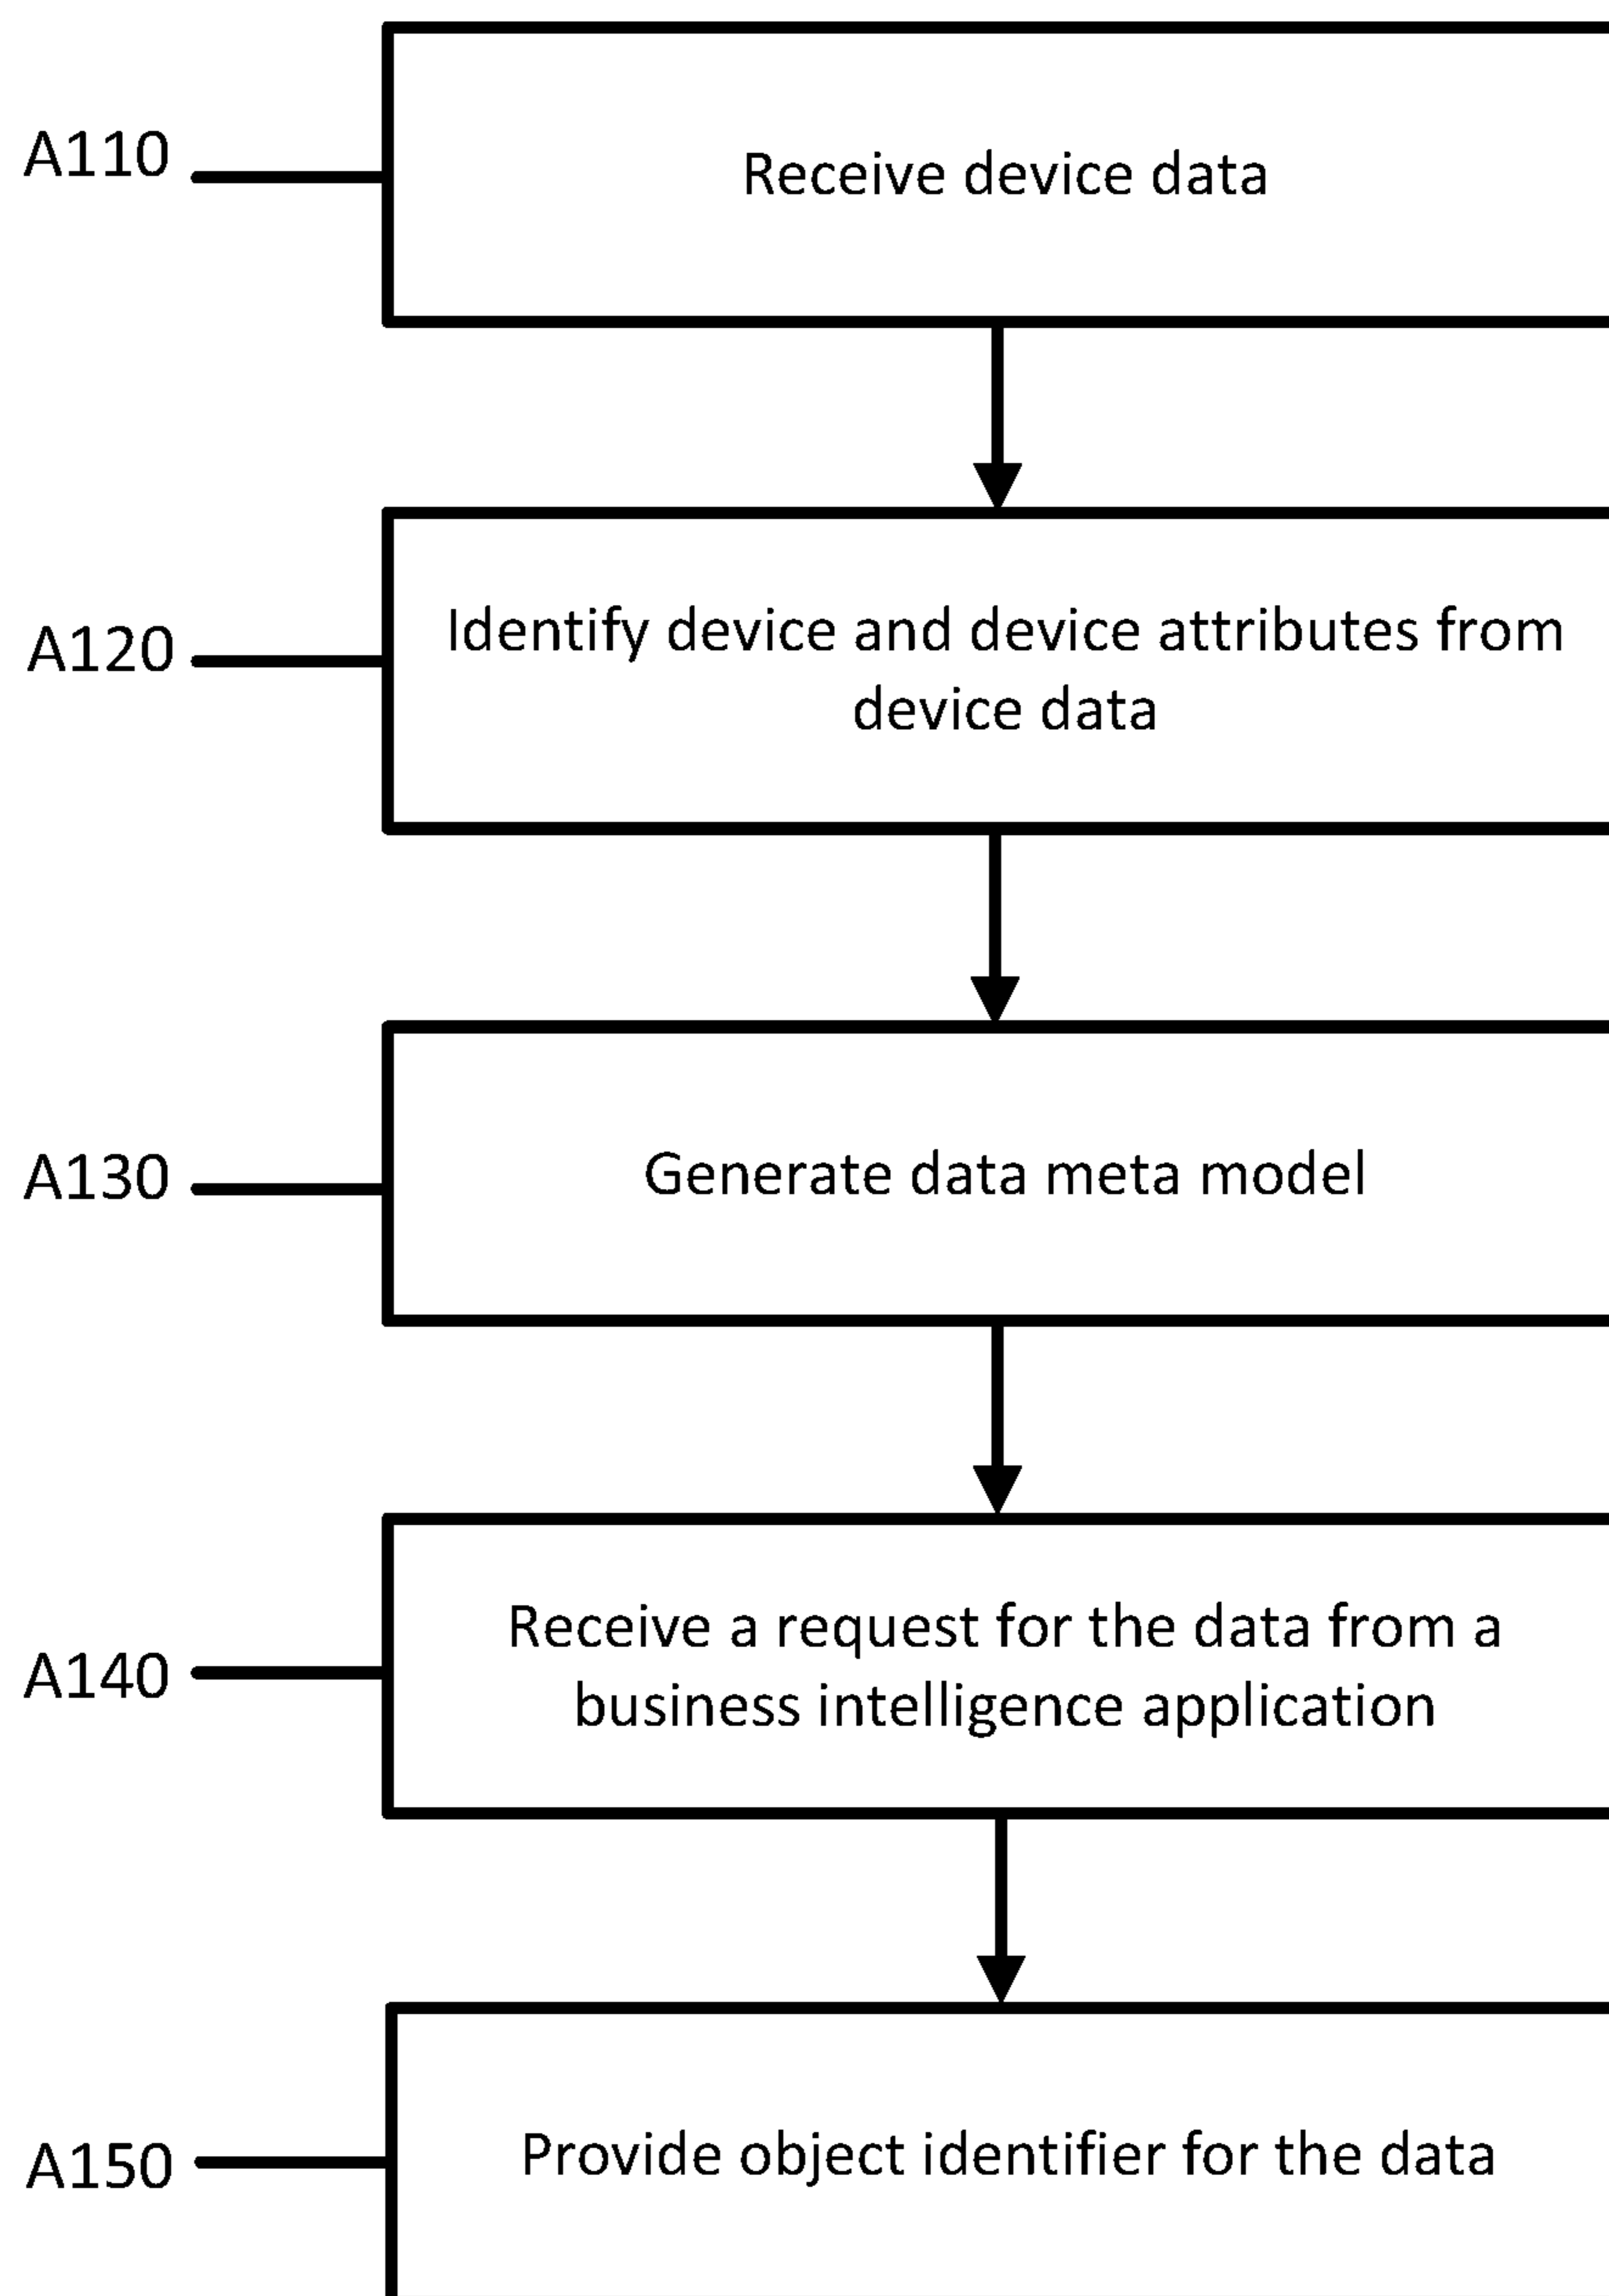 A110
Receive device data
A120
Identify device and device attributes from
device data
A130
Generate data meta model
A140
Receive a request for the data from a
business intelligence application
A150
Provide object identifier for the data